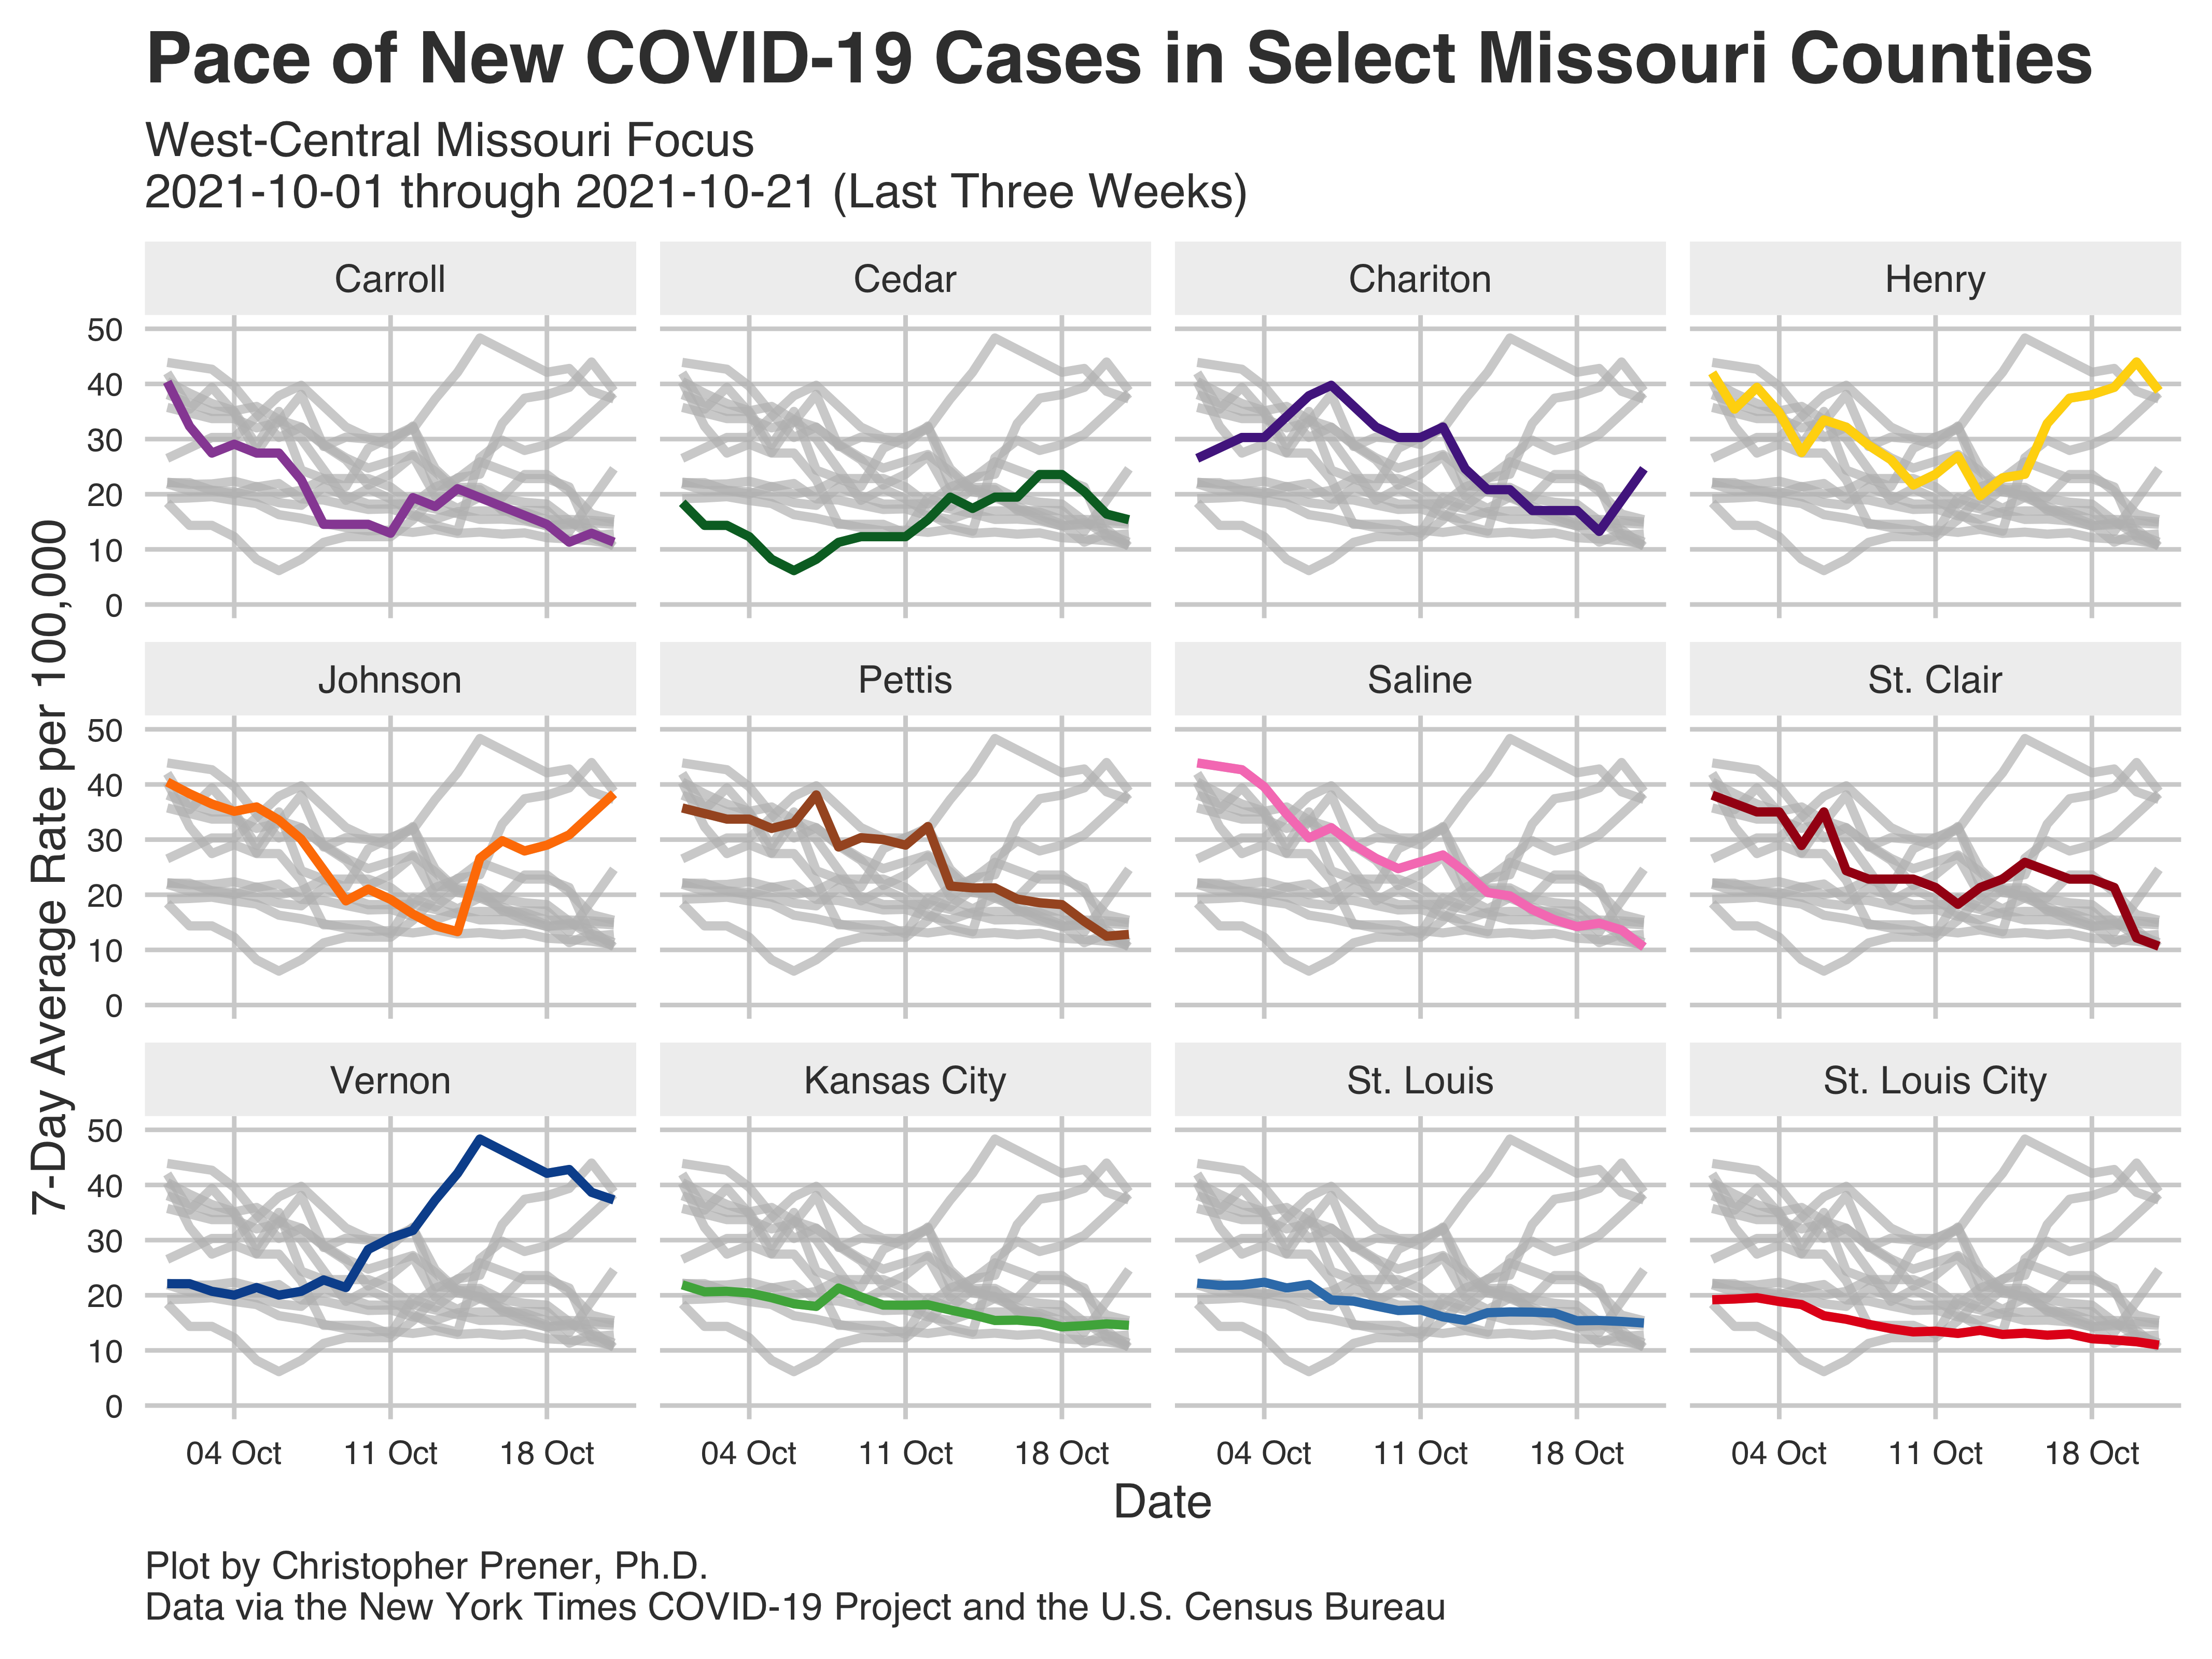 Pace of New COVID-19 Cases in Select Missouri Counties
West-Central Missouri Focus
2021-10-01 through 2021-10-21 (Last Three Weeks)
7-Day Average Rate per 100,000
Carroll Cedar Chariton Henry
50
40
30
20
10
0
Johnson Pettis Saline St. Clair
50
40
30
20
10
0
Vernon Kansas City St. Louis St. Louis City
50
40
30
20
10
0
04 Oct 11 Oct 18 Oct 04 Oct 11 Oct 18 Oct 04 Oct 11 Oct 18 Oct 04 Oct 11 Oct 18 Oct
Date
Plot by Christopher Prener, Ph.D.
Data via the New York Times COVID-19 Project and the U.S. Census Bureau